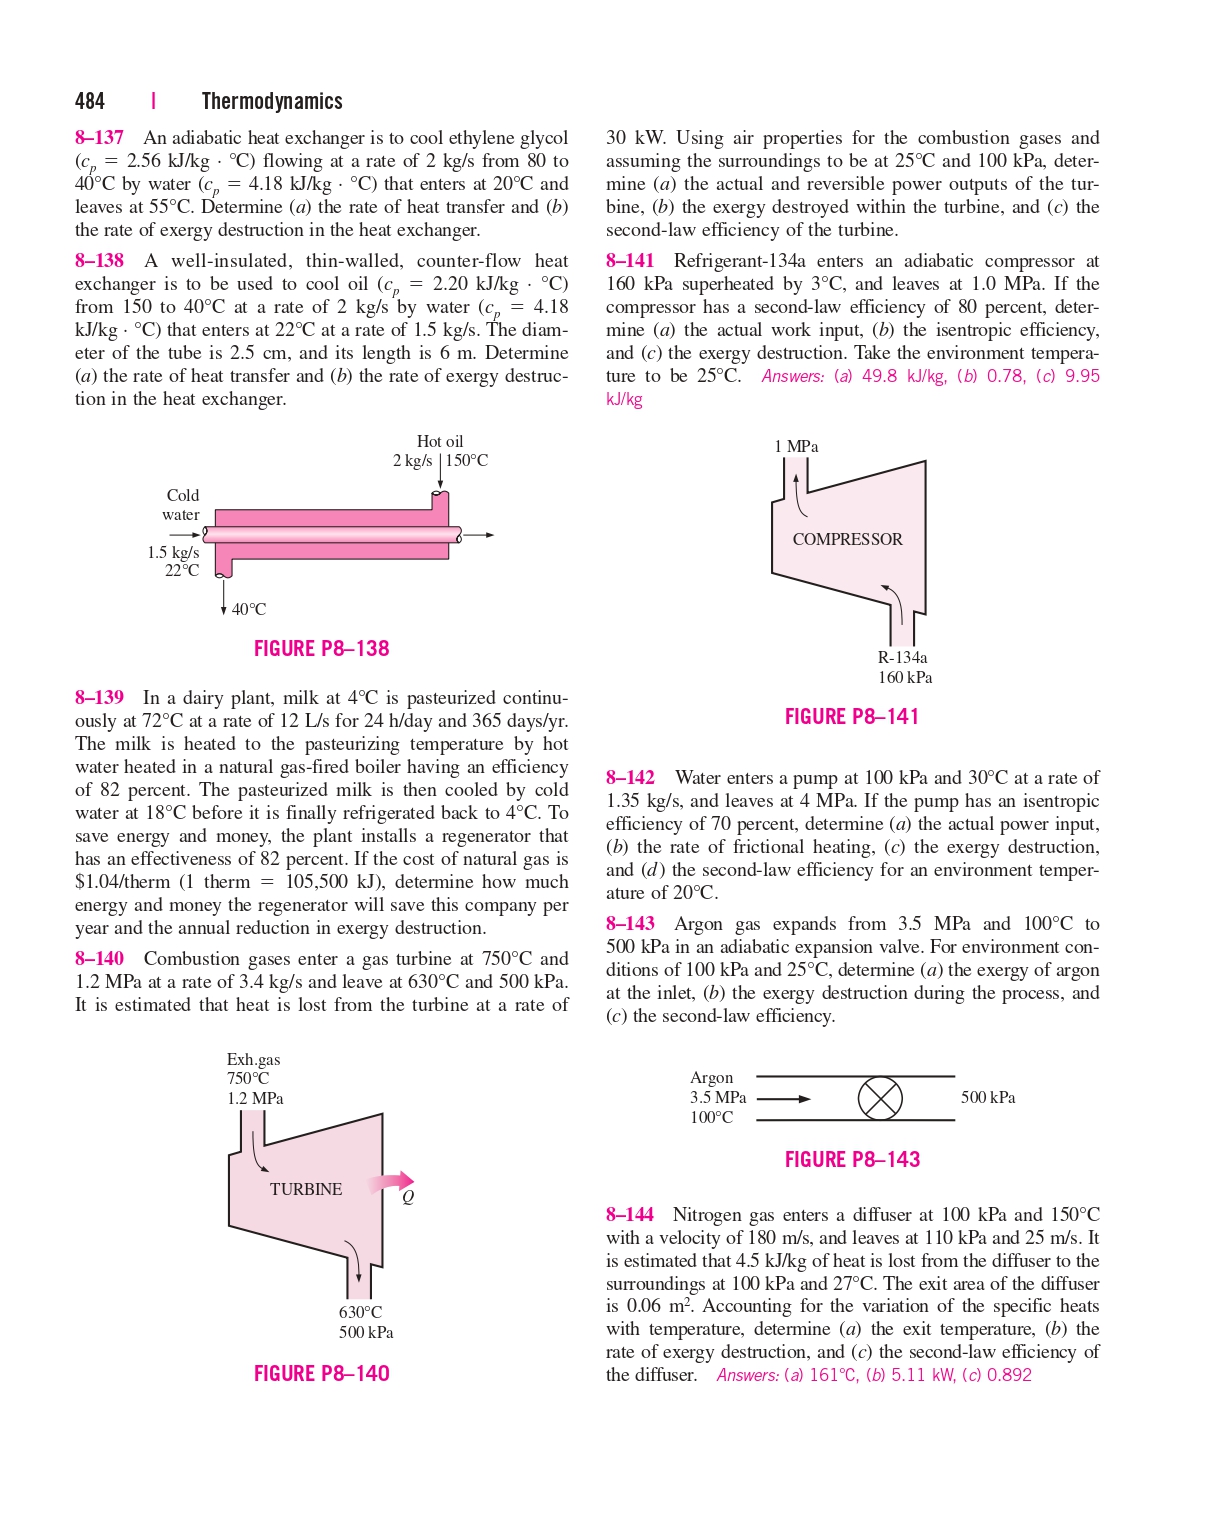 484 | Thermodynamics
8–137 An adiabatic heat exchanger is to cool ethylene glycol
(cp = 2.56 kJ/kg · °C) flowing at a rate of 2 kg/s from 80 to
40°C by water (cp = 4.18 kJ/kg · °C) that enters at 20°C and
leaves at 55°C. Determine (a) the rate of heat transfer and (b)
the rate of exergy destruction in the heat exchanger.
8–138 A well-insulated, thin-walled, counter-flow heat
exchanger is to be used to cool oil (cp = 2.20 kJ/kg · °C)
from 150 to 40°C at a rate of 2 kg/s by water (cp = 4.18
kJ/kg · °C) that enters at 22°C at a rate of 1.5 kg/s. The diam-
eter of the tube is 2.5 cm, and its length is 6 m. Determine
(a) the rate of heat transfer and (b) the rate of exergy destruc-
tion in the heat exchanger.
Hot oil
2 kg/s 150°C
Cold
water
1.5 kg/s
22°C
40°C
FIGURE P8–138
8–139 In a dairy plant, milk at 4°C is pasteurized continu-
ously at 72°C at a rate of 12 L/s for 24 h/day and 365 days/yr.
The milk is heated to the pasteurizing temperature by hot
water heated in a natural gas-fired boiler having an efficiency
of 82 percent. The pasteurized milk is then cooled by cold
water at 18°C before it is finally refrigerated back to 4°C. To
save energy and money, the plant installs a regenerator that
has an effectiveness of 82 percent. If the cost of natural gas is
$1.04/therm (1 therm = 105,500 kJ), determine how much
energy and money the regenerator will save this company per
year and the annual reduction in exergy destruction.
8–140 Combustion gases enter a gas turbine at 750°C and
1.2 MPa at a rate of 3.4 kg/s and leave at 630°C and 500 kPa.
It is estimated that heat is lost from the turbine at a rate of
Exh.gas
750°C
1.2 MPa
TURBINE
Q
630°C
500 kPa
FIGURE P8–140
30 kW. Using air properties for the combustion gases and
assuming the surroundings to be at 25°C and 100 kPa, deter-
mine (a) the actual and reversible power outputs of the tur-
bine, (b) the exergy destroyed within the turbine, and (c) the
second-law efficiency of the turbine.
8–141 Refrigerant-134a enters an adiabatic compressor at
160 kPa superheated by 3°C, and leaves at 1.0 MPa. If the
compressor has a second-law efficiency of 80 percent, deter-
mine (a) the actual work input, (b) the isentropic efficiency,
and (c) the exergy destruction. Take the environment tempera-
ture to be 25°C. Answers: (a) 49.8 kJ/kg, (b) 0.78, (c) 9.95
kJ/kg
1 MPa
COMPRESSOR
R-134a
160 kPa
FIGURE P8–141
8–142 Water enters a pump at 100 kPa and 30°C at a rate of
1.35 kg/s, and leaves at 4 MPa. If the pump has an isentropic
efficiency of 70 percent, determine (a) the actual power input,
(b) the rate of frictional heating, (c) the exergy destruction,
and (d) the second-law efficiency for an environment temper-
ature of 20°C.
8–143 Argon gas expands from 3.5 MPa and 100°C to
500 kPa in an adiabatic expansion valve. For environment con-
ditions of 100 kPa and 25°C, determine (a) the exergy of argon
at the inlet, (b) the exergy destruction during the process, and
(c) the second-law efficiency.
Argon
3.5 MPa
100°C
500 kPa
FIGURE P8–143
8–144 Nitrogen gas enters a diffuser at 100 kPa and 150°C
with a velocity of 180 m/s, and leaves at 110 kPa and 25 m/s. It
is estimated that 4.5 kJ/kg of heat is lost from the diffuser to the
surroundings at 100 kPa and 27°C. The exit area of the diffuser
is 0.06 m². Accounting for the variation of the specific heats
with temperature, determine (a) the exit temperature, (b) the
rate of exergy destruction, and (c) the second-law efficiency of
the diffuser. Answers: (a) 161°C, (b) 5.11 kW, (c) 0.892